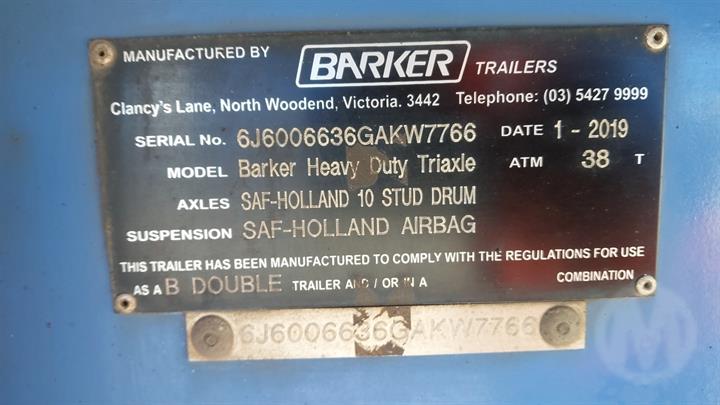 MANUFACTURED BY BARKER TRAILERS
Clancy's Lane, North Woodend, Victoria. 3442 Telephone: (03) 5427 9999
SERIAL No. 6J6006636GAKW7766 DATE 1 - 2019
MODEL Barker Heavy Duty Triaxle ATM 38 T
AXLES SAF-HOLLAND 10 STUD DRUM
SUSPENSION SAF-HOLLAND AIRBAG
THIS TRAILER HAS BEEN MANUFACTURED TO COMPLY WITH THE REGULATIONS FOR USE
AS A B DOUBLE TRAILER AND / OR IN A COMBINATION
6J6006636GAKW7766